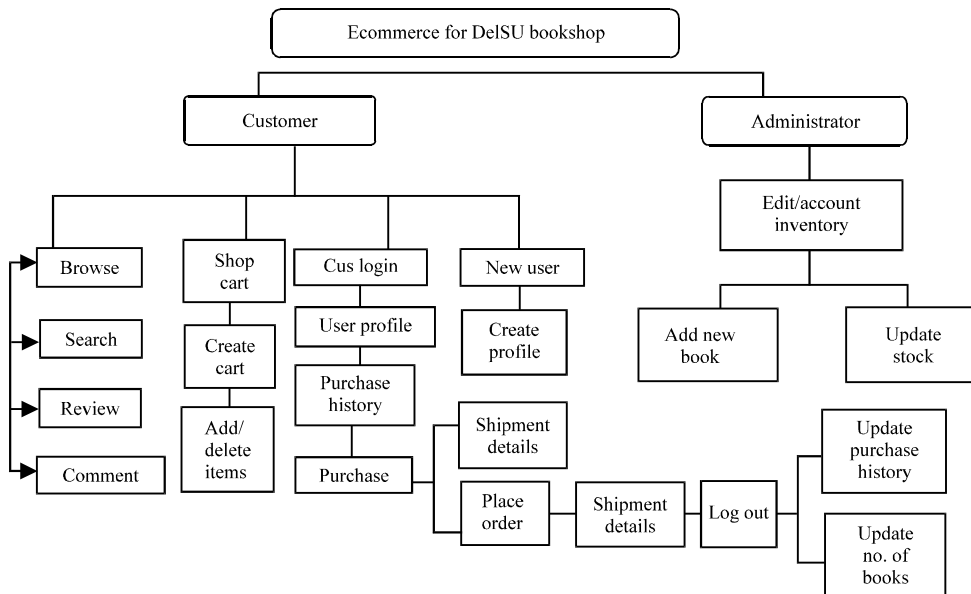 Ecommerce for DelSU bookshop
Customer
Administrator
Edit/account
inventory
Browse
Shop
cart
Cus login
New user
Search
Create
cart
User profile
Create
profile
Add new
book
Update
stock
Review
Purchase
history
Add/
delete
items
Comment
Purchase
Shipment
details
Place
order
Shipment
details
Log out
Update
purchase
history
Update
no. of
books